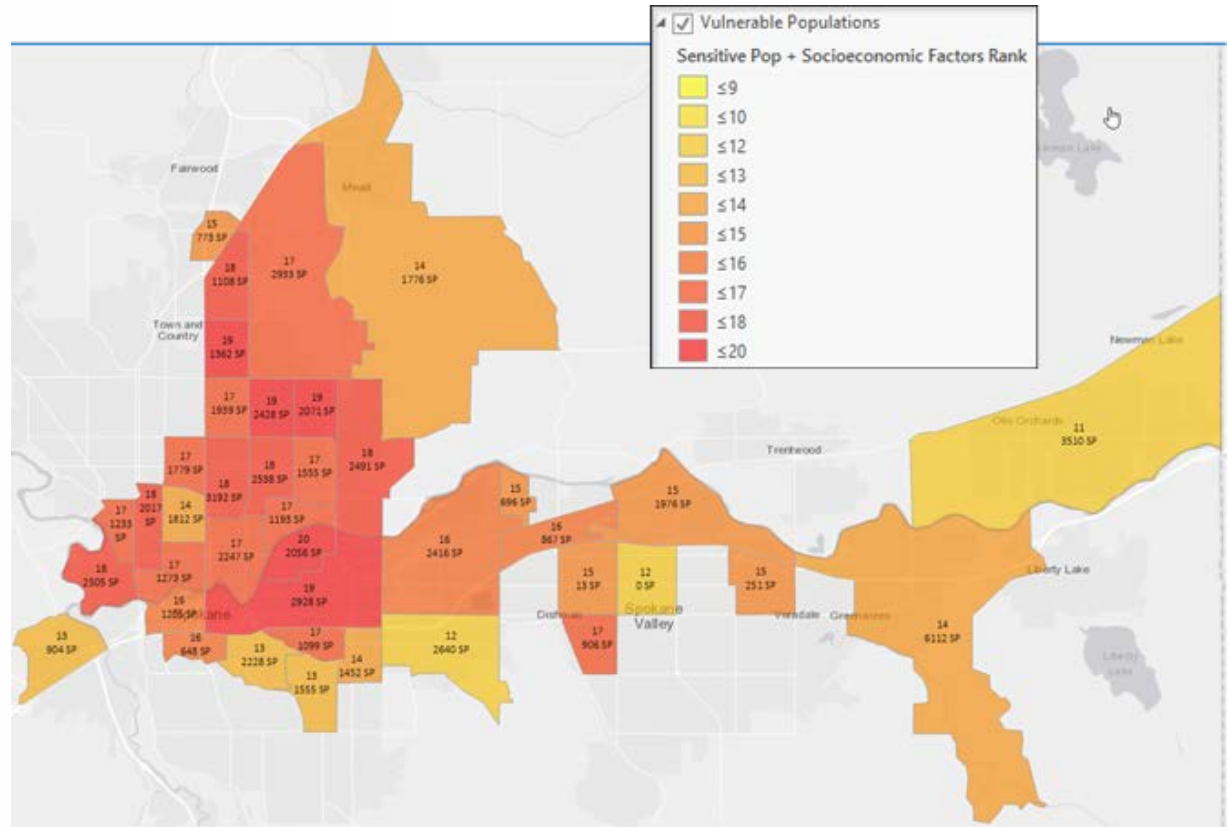 Vulnerable Populations
Sensitive Pop + Socioeconomic Factors Rank
≤9
≤10
≤12
≤13
≤14
≤15
≤16
≤17
≤18
≤20
Fairwood
Mead
15
773 SP
18
1108 SP
17
2933 SP
14
1776 SP
Town and
Country
19
1362 SP
Newman Lake
17
1939 SP
19
2428 SP
19
2071 SP
Otis Orchards
11
3510 SP
Trentwood
17
1779 SP
18
3192 SP
18
2538 SP
17
1555 SP
18
2491 SP
17
1233
SP
18
2017
SP
14
1812 SP
17
1193 SP
15
696 SP
15
1976 SP
17
2247 SP
20
2056 SP
16
2416 SP
16
867 SP
18
2505 SP
17
1273 SP
15
13 SP
12
0 SP
15
251 SP
Liberty Lake
19
2928 SP
16
Spokane
Dishman
Spokane
Valley
Veradale
Greenacres
14
6112 SP
13
904 SP
16
648 SP
13
2228 SP
17
1099 SP
14
1452 SP
12
2640 SP
17
906 SP
13
1555 SP
Liberty
Lake